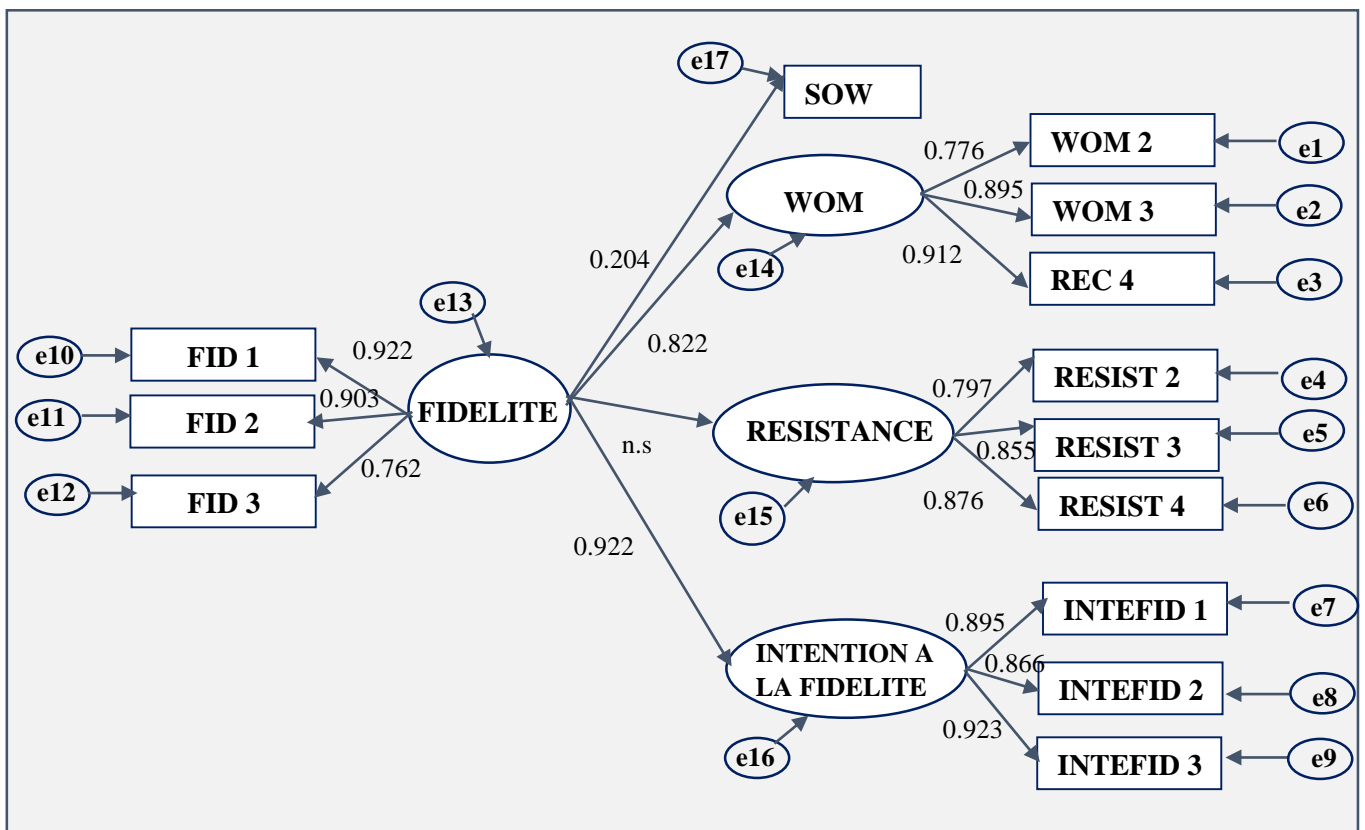 e17
SOW
WOM 2
e1
0.776
WOM
0.895
WOM 3
e2
0.204
e14
0.912
REC 4
e3
e13
e10
FID 1
0.922
0.822
RESIST 2
e4
0.797
e11
FID 2
0.903
FIDELITE
RESISTANCE
RESIST 3
e5
0.855
n.s
0.762
e12
FID 3
e15
0.876
RESIST 4
e6
0.922
INTEFID 1
e7
0.895
INTENTION A
LA FIDELITE
0.866
INTEFID 2
e8
0.923
e16
INTEFID 3
e9